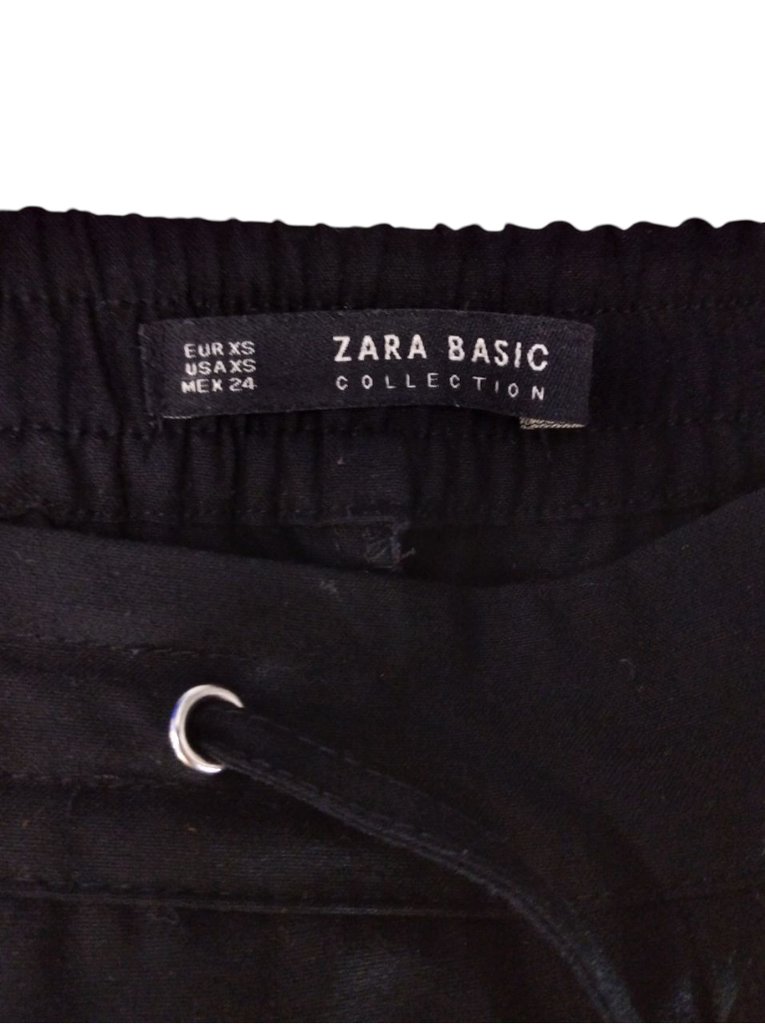 EUR XS
USA XS
MEX 24
ZARA BASIC
COLLECTION